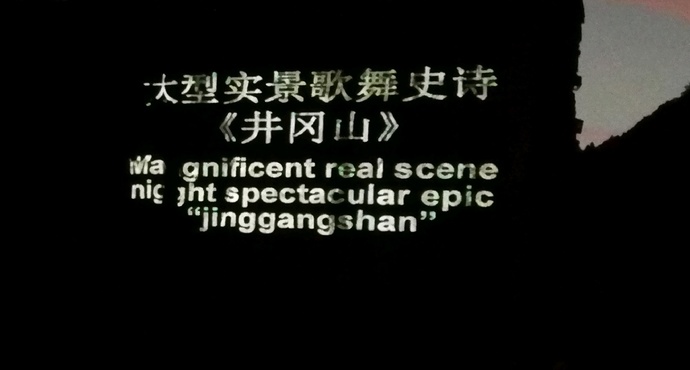 大型实景歌舞史诗
《井冈山》
Magnificent real scene
night spectacular epic
“jinggangshan”